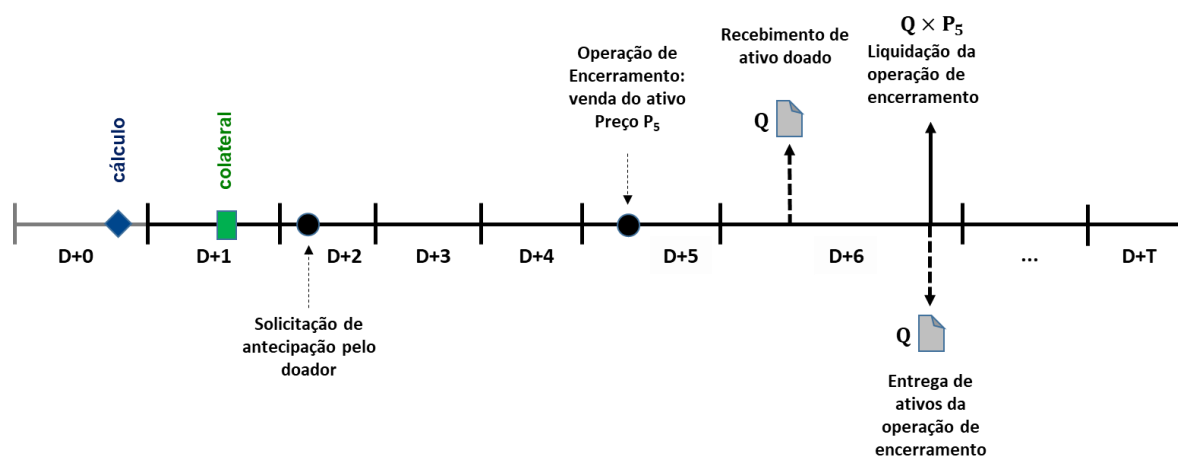 cálculo
colateral
Operação de
Encerramento:
venda do ativo
Preço P₅
Recebimento de
ativo doado
Q
Q × P₅
Liquidação da
operação de
encerramento
D+0
D+1
D+2
D+3
D+4
D+5
D+6
...
D+T
Solicitação de
antecipação pelo
doador
Q
Entrega de
ativos da
operação de
encerramento